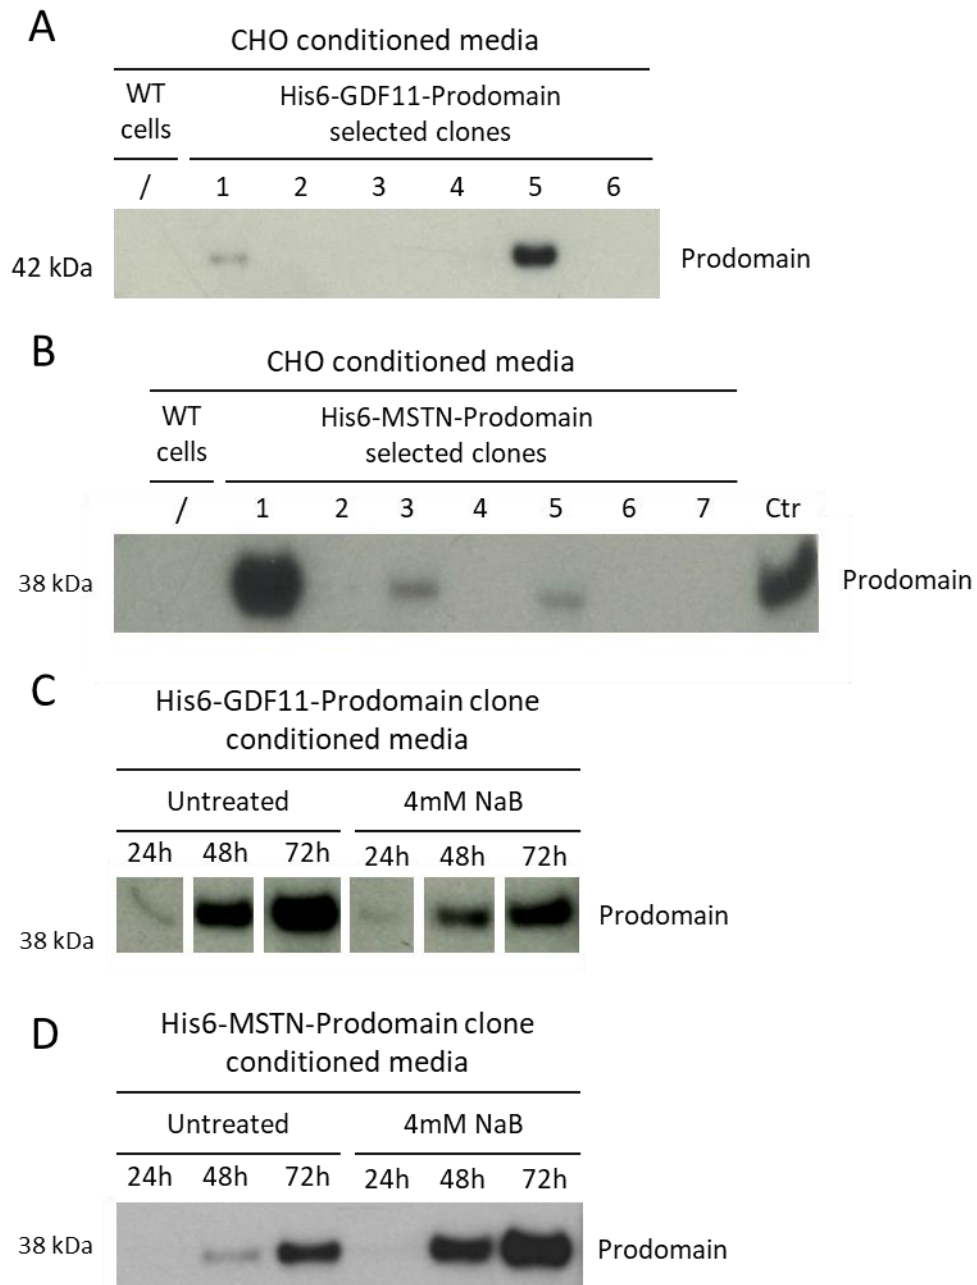 A
CHO conditioned media
WT
cells
His6-GDF11-Prodomain
selected clones
/ 1 2 3 4 5 6
42 kDa
Prodomain
B
CHO conditioned media
WT
cells
His6-MSTN-Prodomain
selected clones
/ 1 2 3 4 5 6 7 Ctr
38 kDa
Prodomain
C
His6-GDF11-Prodomain clone
conditioned media
Untreated 4mM NaB
24h 48h 72h 24h 48h 72h
Prodomain
38 kDa
D
His6-MSTN-Prodomain clone
conditioned media
Untreated 4mM NaB
24h 48h 72h 24h 48h 72h
38 kDa
Prodomain